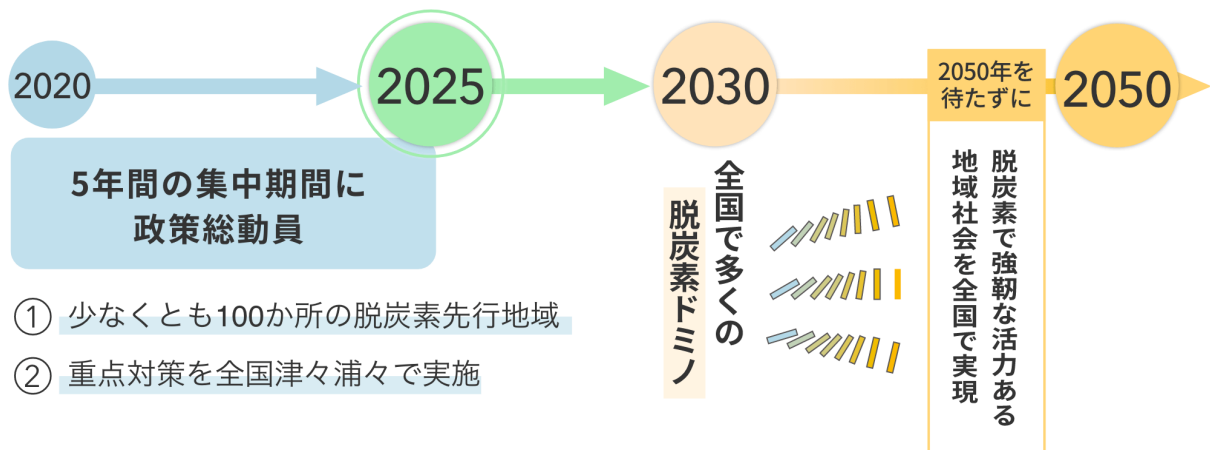 2020
2025
2030
2050年を
待たずに
2050
5年間の集中期間に
政策総動員
① 少なくとも100か所の脱炭素先行地域
② 重点対策を全国津々浦々で実施
全国で多くの
脱炭素ドミノ
脱炭素で強靭な活力ある
地域社会を全国で実現